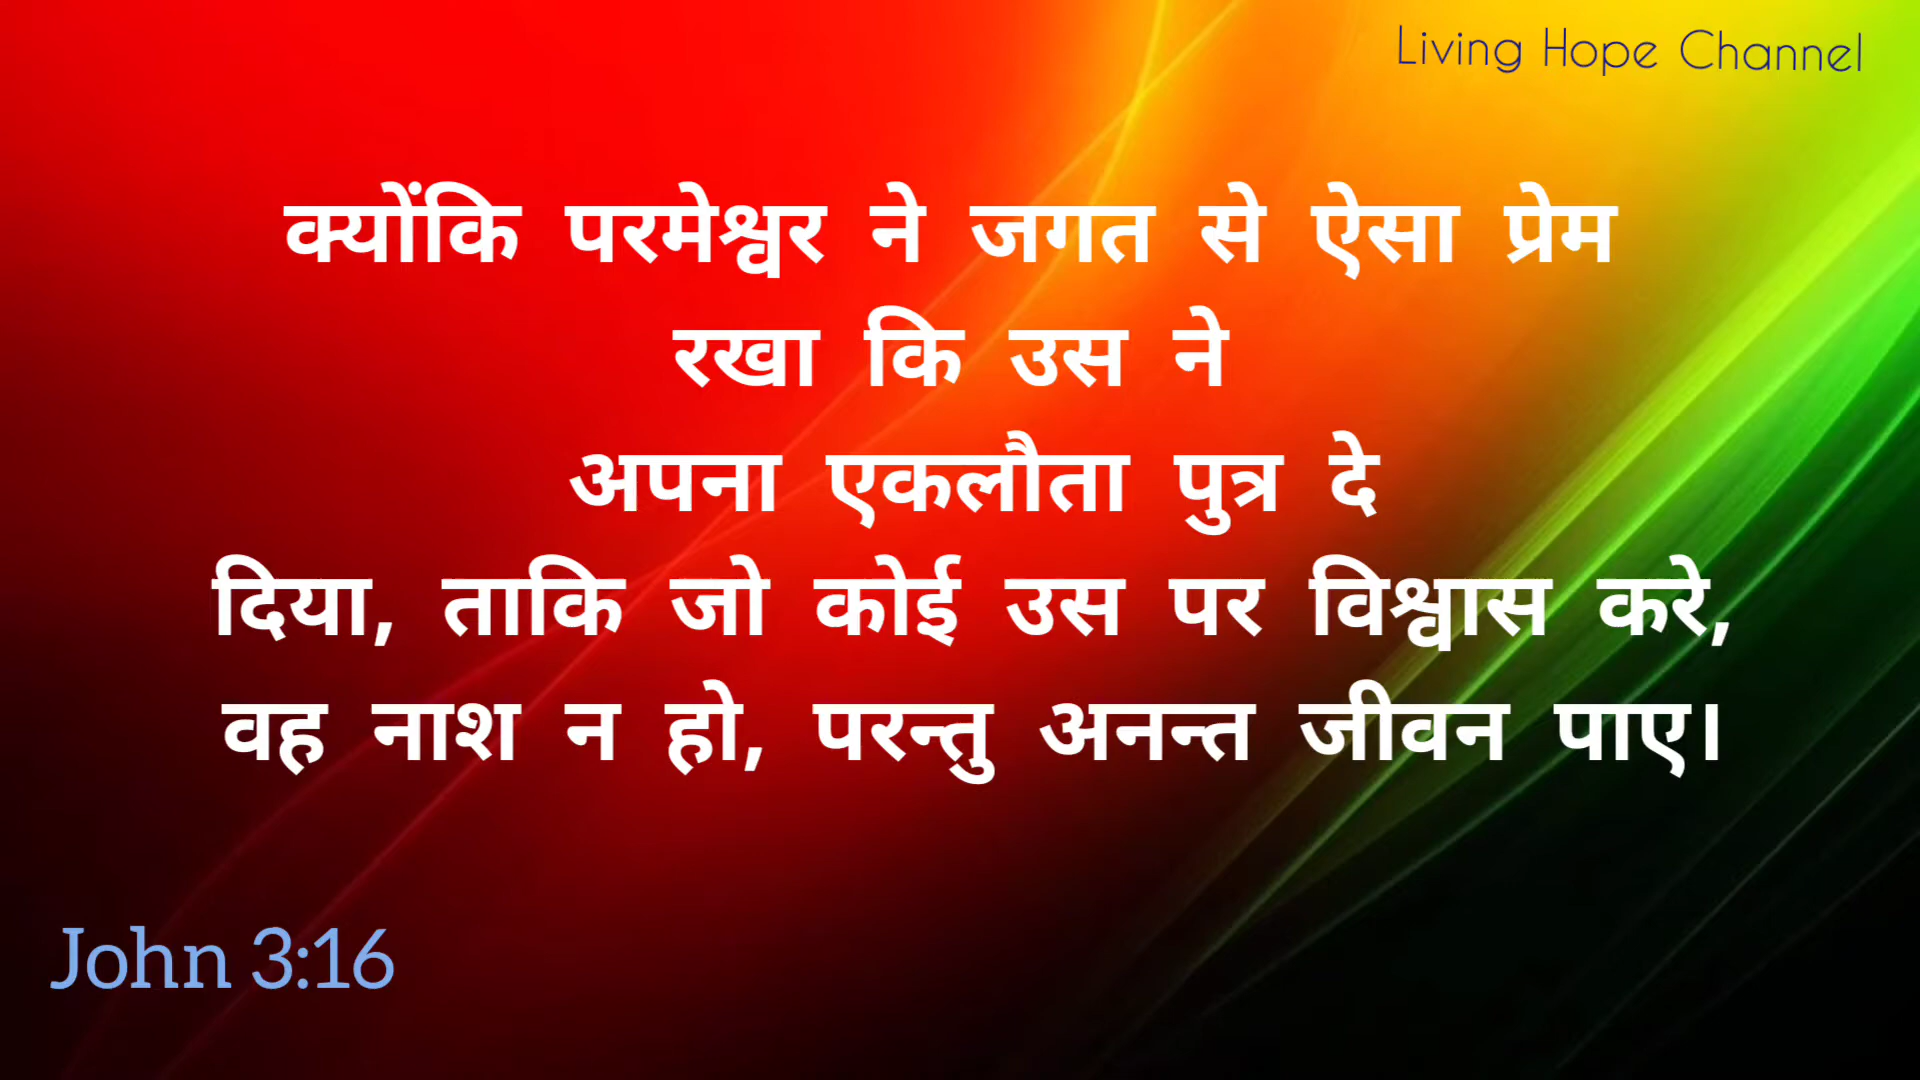 Living Hope Channel
क्योंकि परमेश्वर ने जगत से ऐसा प्रेम
रखा कि उस ने
अपना एकलौता पुत्र दे
दिया, ताकि जो कोई उस पर विश्वास करे,
वह नाश न हो, परन्तु अनन्त जीवन पाए।
John 3:16